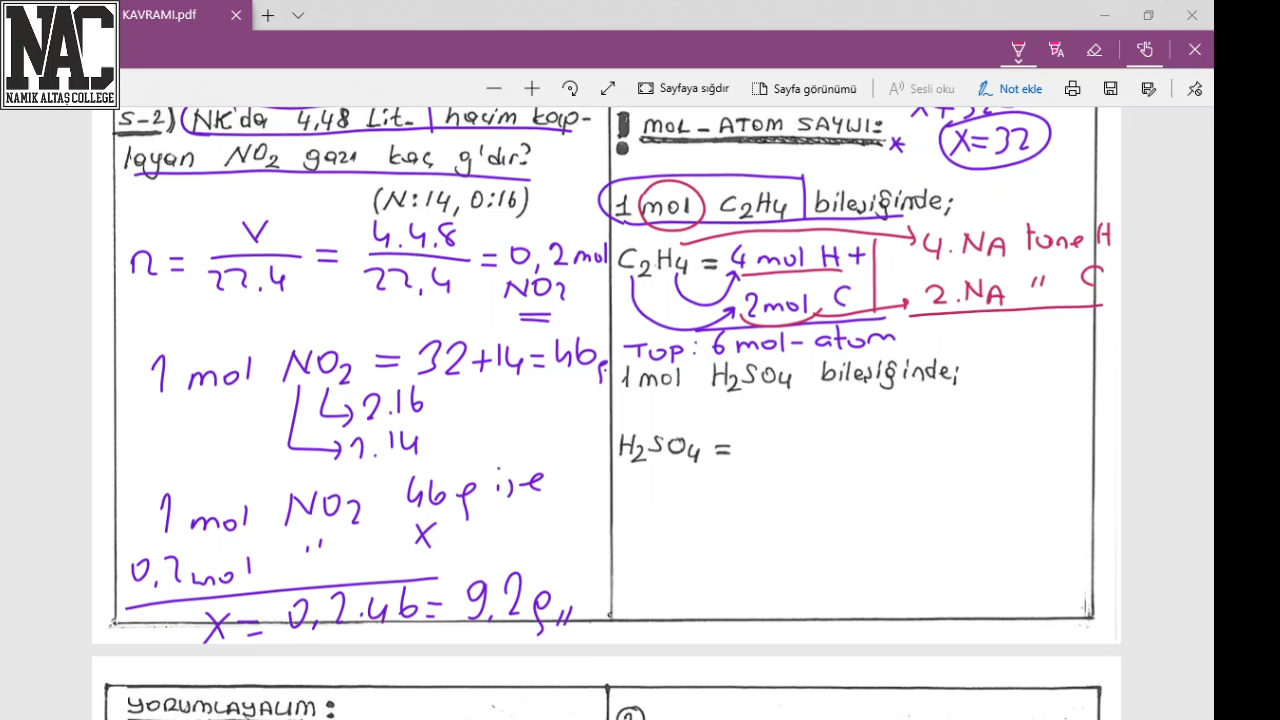 NAC
NAMIK ALTAŞ COLLEGE
KAVRAMI.pdf
Sayfaya sığdır
Sayfa görünümü
Sesli oku
Not ekle
S-2) NK'da 4,48 Lit. hacim kap-
layan NO2 gazı kaç g'dır?
(N:14, O:16)
n = V/22.4 = 4.4.8/22,4 = 0,2 mol
NO2
1 mol NO2 = 32+14=46g
2.16
1.14
1 mol NO2 46g ise
0,2 mol " x
x = 0,2.46 = 9,2g//
! MOL-ATOM SAYISI:
*
x=32
1 mol C2H4 bileşiğinde;
C2H4 = 4 mol H +
2 mol C
4.NA tane H
2.NA " C
TOP: 6 mol-atom
1 mol H2SO4 bileşiğinde;
H2SO4 =
YORUMLAYALIM: